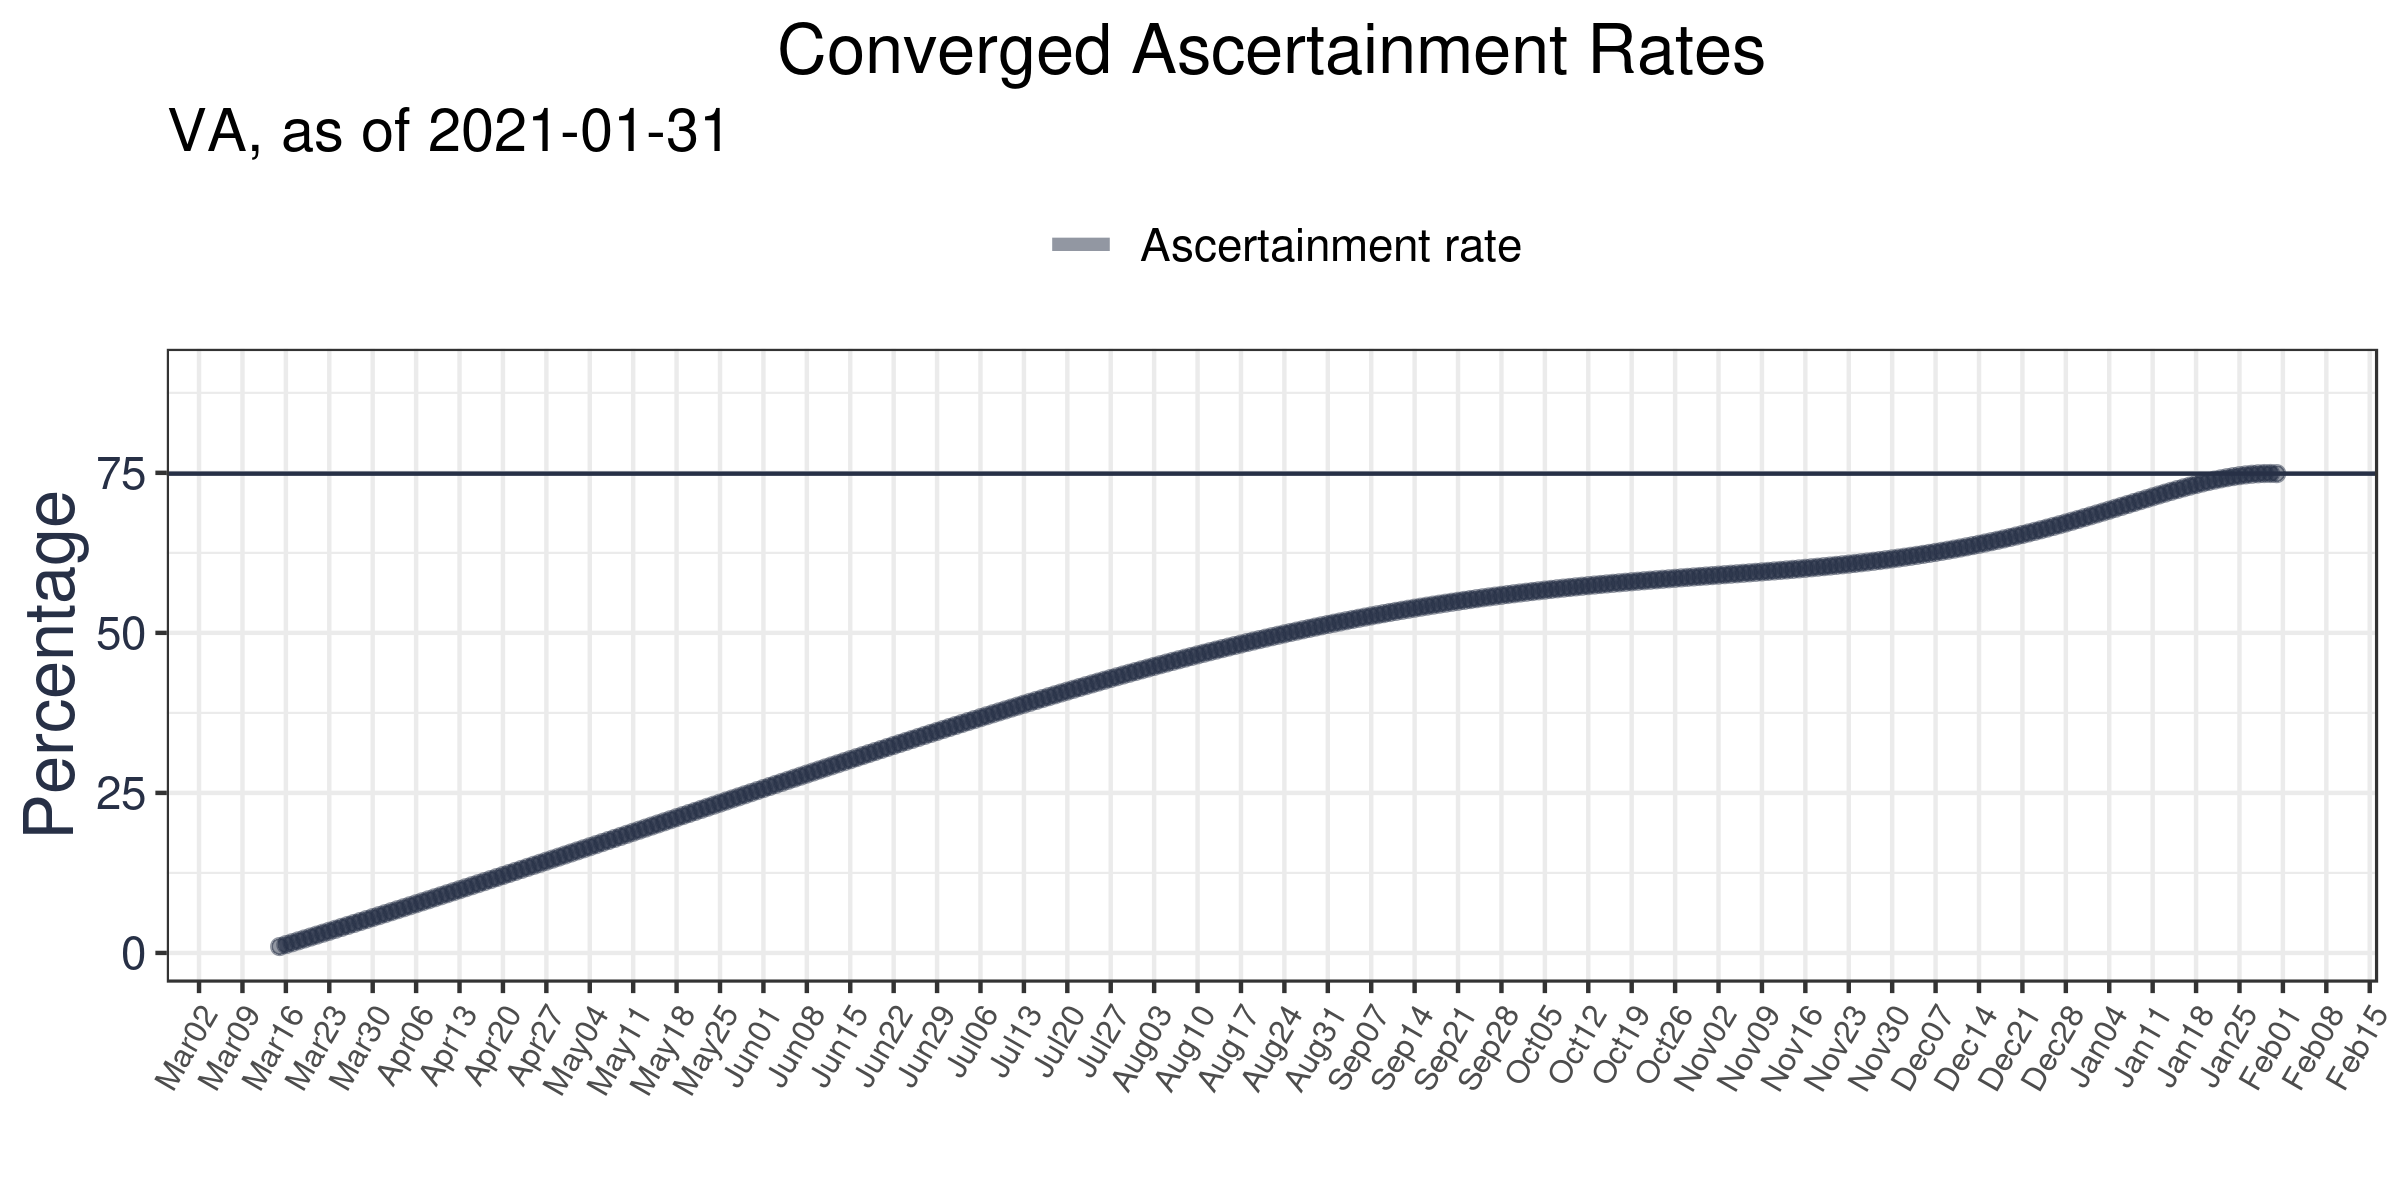 Converged Ascertainment Rates
VA, as of 2021-01-31
Ascertainment rate
Percentage
75
50
25
0
Mar02 Mar09 Mar16 Mar23 Mar30 Apr06 Apr13 Apr20 Apr27 May04 May11 May18 May25 Jun01 Jun08 Jun15 Jun22 Jun29 Jul06 Jul13 Jul20 Jul27 Aug03 Aug10 Aug17 Aug24 Aug31 Sep07 Sep14 Sep21 Sep28 Oct05 Oct12 Oct19 Oct26 Nov02 Nov09 Nov16 Nov23 Nov30 Dec07 Dec14 Dec21 Dec28 Jan04 Jan11 Jan18 Jan25 Feb01 Feb08 Feb15